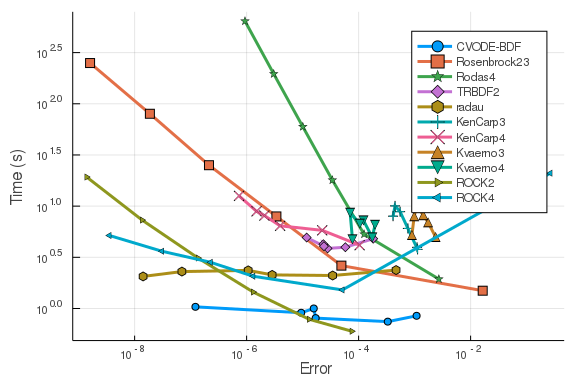 CVODE-BDF
Rosenbrock23
Rodas4
TRBDF2
radau
KenCarp3
KenCarp4
Kvaerno3
Kvaerno4
ROCK2
ROCK4
Time (s)
10^2.5
10^2.0
10^1.5
10^1.0
10^0.5
10^0.0
10^-8
10^-6
10^-4
10^-2
Error